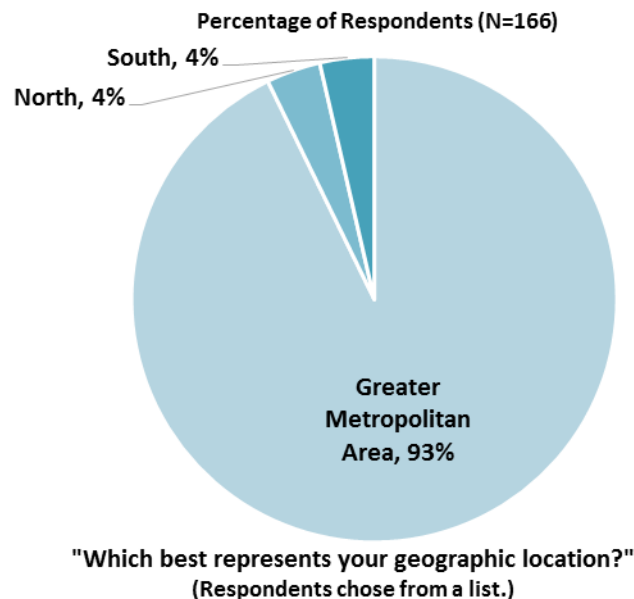 Percentage of Respondents (N=166)
South, 4%
North, 4%
Greater
Metropolitan
Area, 93%
"Which best represents your geographic location?"
(Respondents chose from a list.)